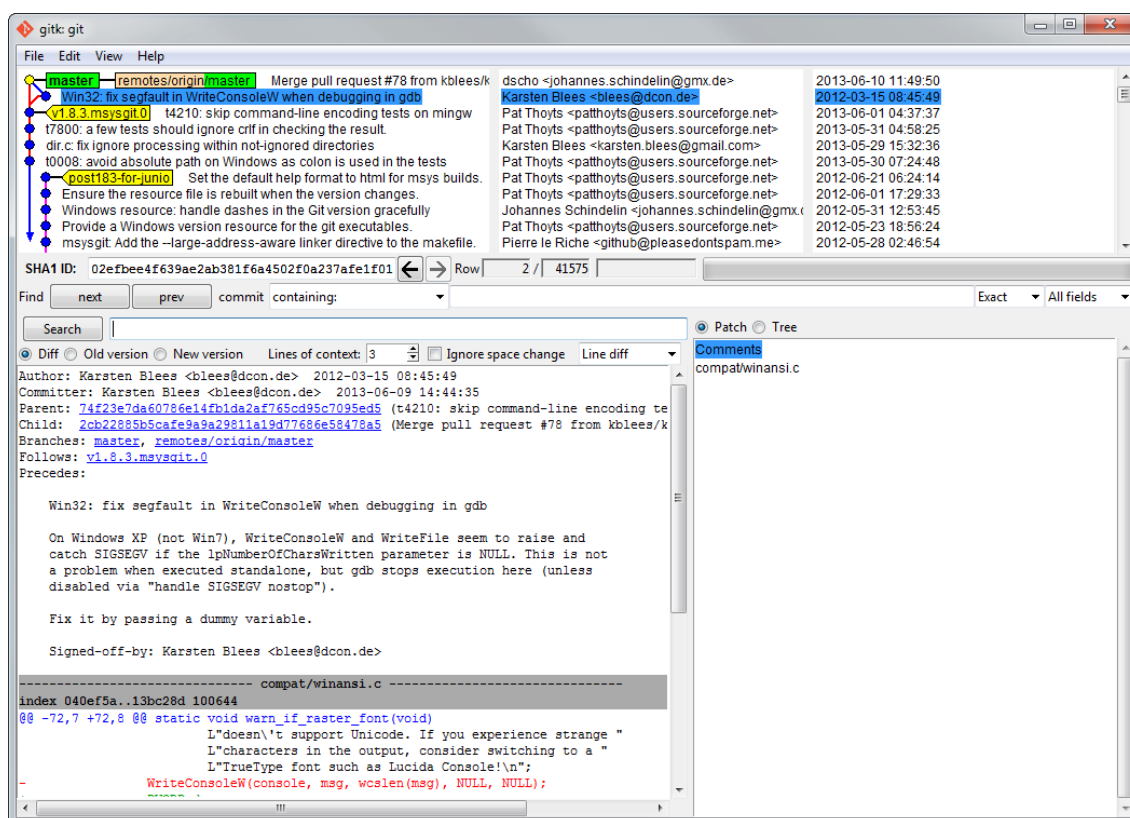 gitk: git
File Edit View Help
master remotes/origin/master Merge pull request #78 from kblees/k dscho <johannes.schindelin@gmx.de> 2013-06-10 11:49:50
Win32: fix segfault in WriteConsoleW when debugging in gdb Karsten Blees <blees@dcon.de> 2012-03-15 08:45:49
v1.8.3.msysgit.0 t4210: skip command-line encoding tests on mingw Pat Thoyts <patthoyts@users.sourceforge.net> 2013-06-01 04:37:37
t7800: a few tests should ignore crlf in checking the result. Pat Thoyts <patthoyts@users.sourceforge.net> 2013-05-31 04:58:25
dir.c: fix ignore processing within not-ignored directories Karsten Blees <karsten.blees@gmail.com> 2013-05-29 15:32:36
t0008: avoid absolute path on Windows as colon is used in the tests Pat Thoyts <patthoyts@users.sourceforge.net> 2013-05-30 07:24:48
post183-for-junio Set the default help format to html for msys builds. Pat Thoyts <patthoyts@users.sourceforge.net> 2012-06-21 06:24:14
Ensure the resource file is rebuilt when the version changes. Pat Thoyts <patthoyts@users.sourceforge.net> 2012-06-01 17:29:33
Windows resource: handle dashes in the Git version gracefully Johannes Schindelin <johannes.schindelin@gmx.c 2012-05-31 12:53:45
Provide a Windows version resource for the git executables. Pat Thoyts <patthoyts@users.sourceforge.net> 2012-05-23 18:56:24
msysgit: Add the --large-address-aware linker directive to the makefile. Pierre le Riche <github@pleasedontspam.me> 2012-05-28 02:46:54
SHA1 ID: 02efbee4f639ae2ab381f6a4502f0a237afe1f01 Row 2 / 41575
Find next prev commit containing: Exact All fields
Search
Patch Tree
Diff Old version New version Lines of context: 3 Ignore space change Line diff
Comments
compat/winansi.c
Author: Karsten Blees <blees@dcon.de> 2012-03-15 08:45:49
Committer: Karsten Blees <blees@dcon.de> 2013-06-09 14:44:35
Parent: 74f23e7da60786e14fb1da2af765cd95c7095ed5 (t4210: skip command-line encoding te
Child: 2cb22885b5cafe9a9a29811a19d77686e58478a5 (Merge pull request #78 from kblees/k
Branches: master, remotes/origin/master
Follows: v1.8.3.msysgit.0
Precedes:
Win32: fix segfault in WriteConsoleW when debugging in gdb
On Windows XP (not Win7), WriteConsoleW and WriteFile seem to raise and
catch SIGSEGV if the lpNumberOfCharsWritten parameter is NULL. This is not
a problem when executed standalone, but gdb stops execution here (unless
disabled via "handle SIGSEGV nostop").
Fix it by passing a dummy variable.
Signed-off-by: Karsten Blees <blees@dcon.de>
------------------------------- compat/winansi.c -------------------------------
index 040ef5a..13bc28d 100644
@@ -72,7 +72,8 @@ static void warn_if_raster_font(void)
L"doesn\'t support Unicode. If you experience strange "
L"characters in the output, consider switching to a "
L"TrueType font such as Lucida Console!\n";
- WriteConsoleW(console, msg, wcslen(msg), NULL, NULL);